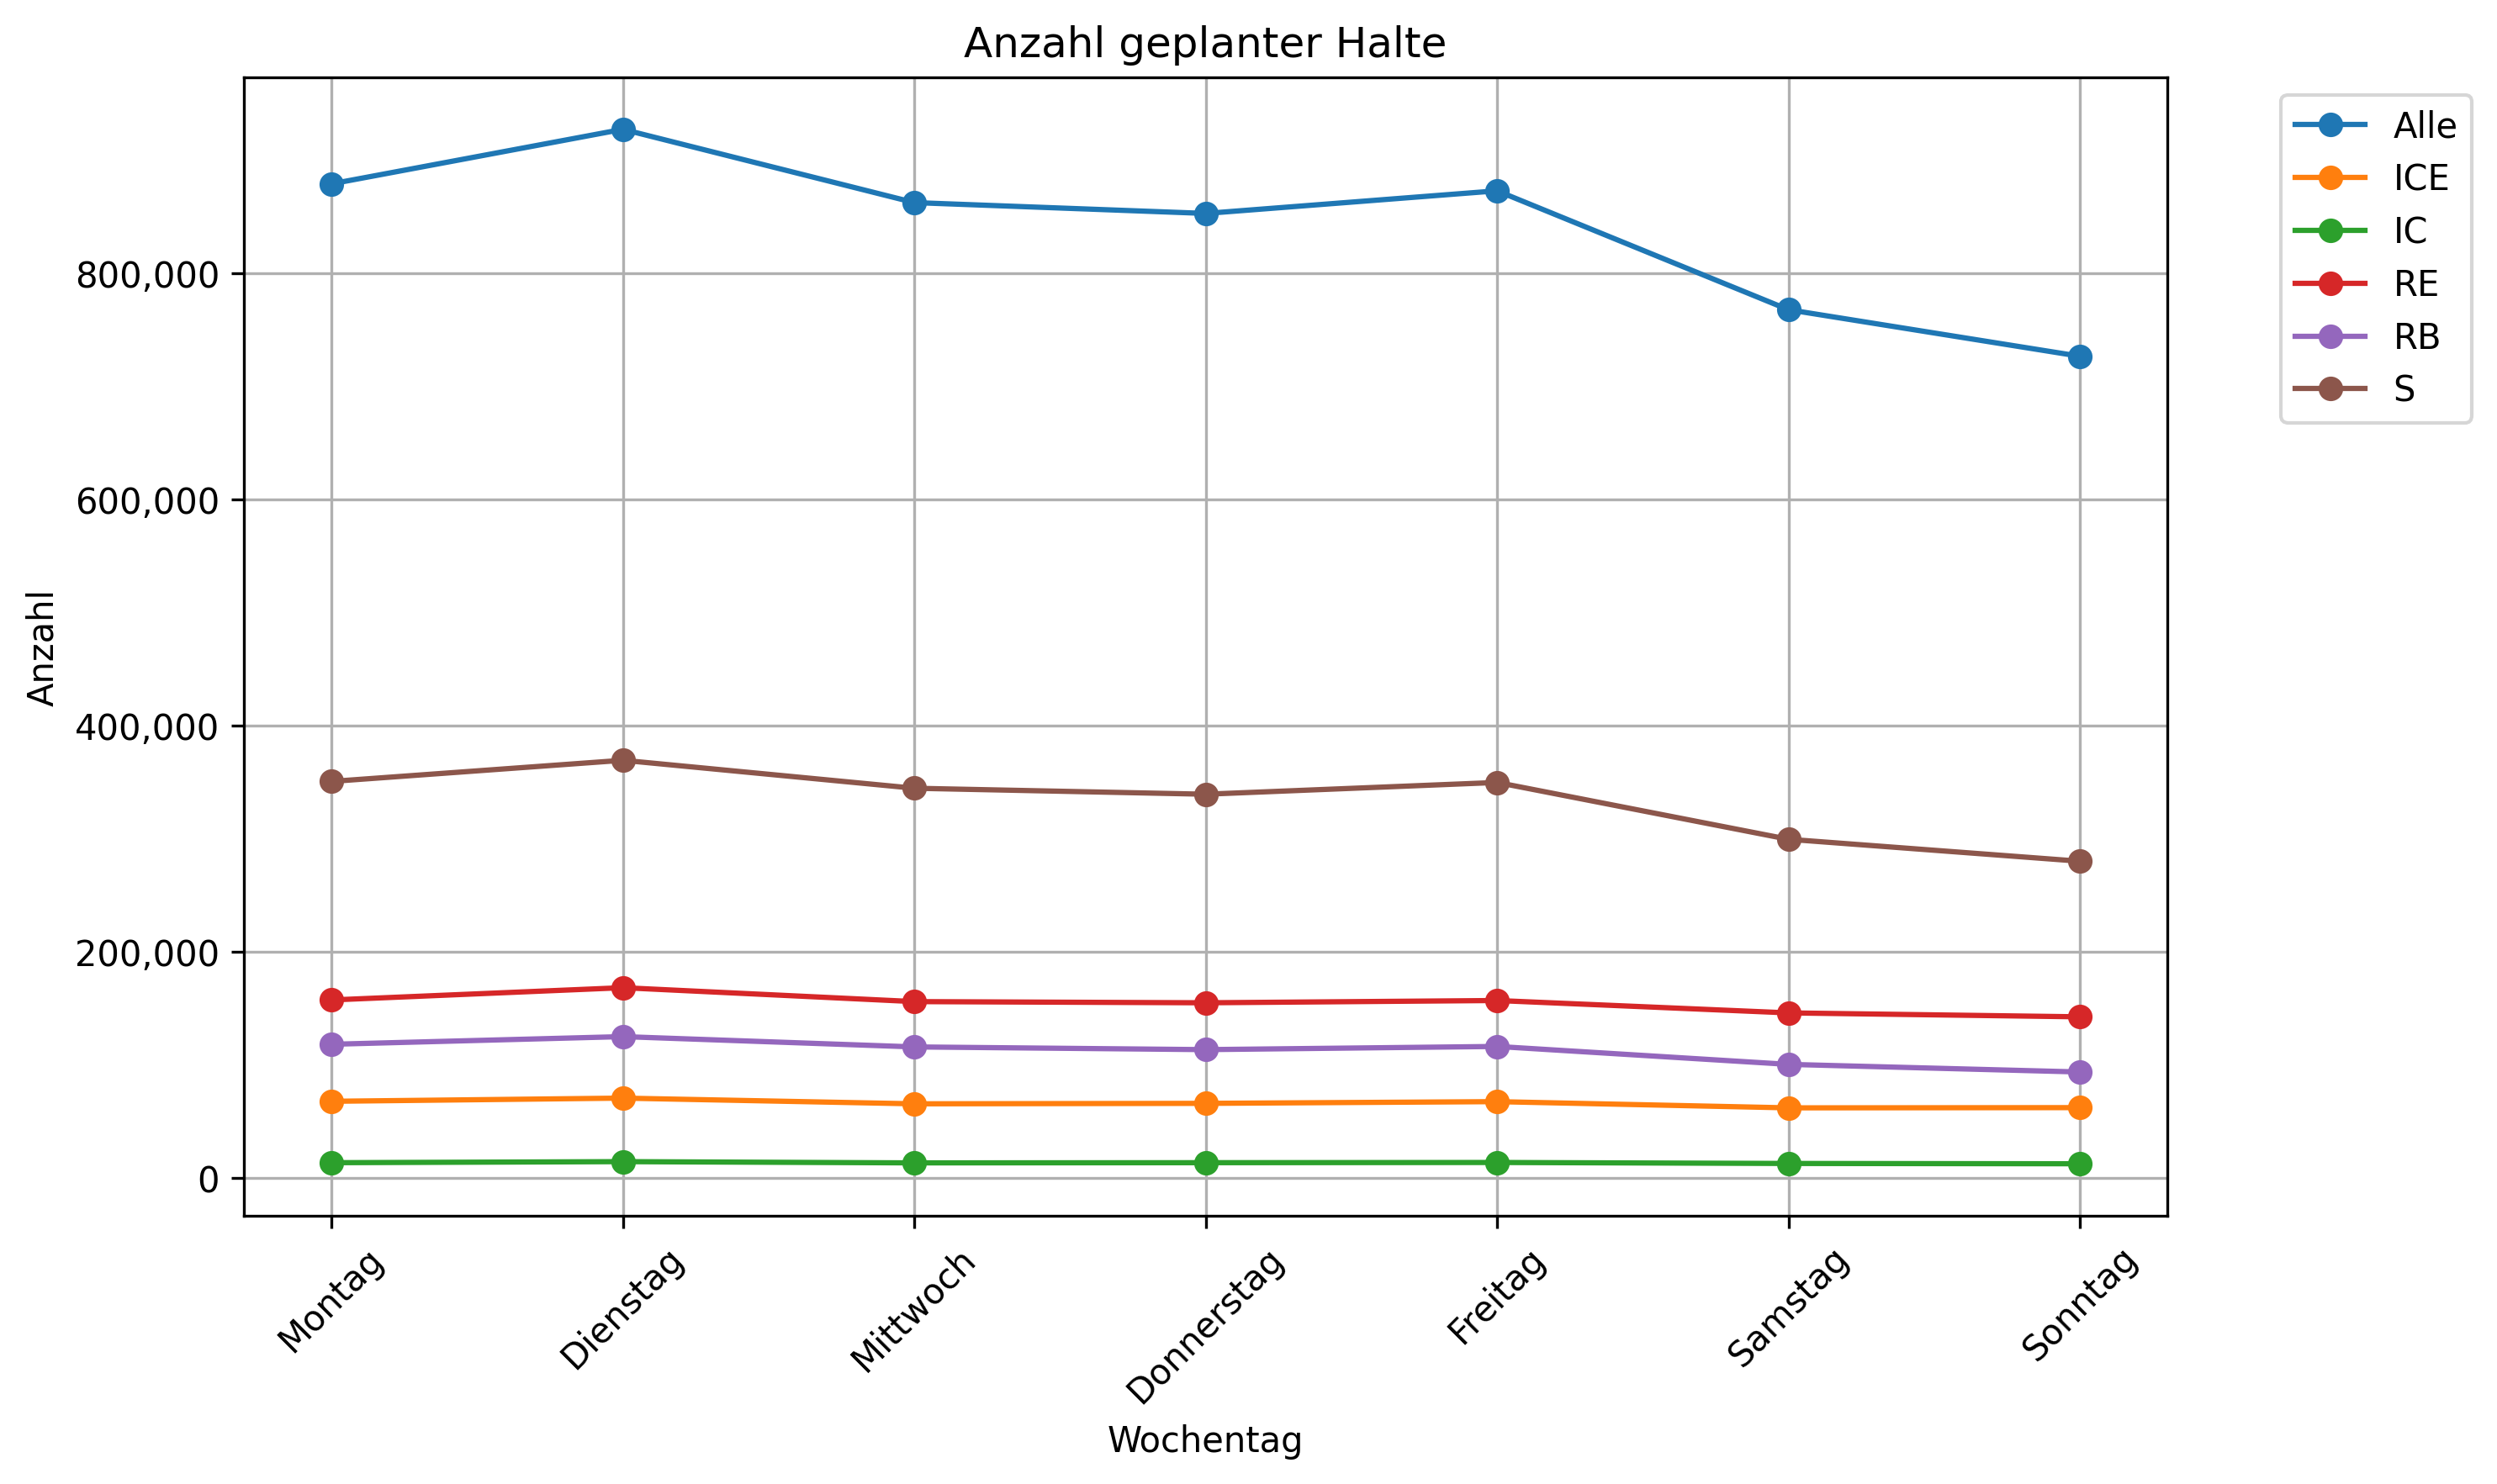 Anzahl geplanter Halte
Alle
ICE
IC
RE
RB
S
800,000
600,000
400,000
200,000
0
Anzahl
Montag
Dienstag
Mittwoch
Donnerstag
Freitag
Samstag
Sonntag
Wochentag